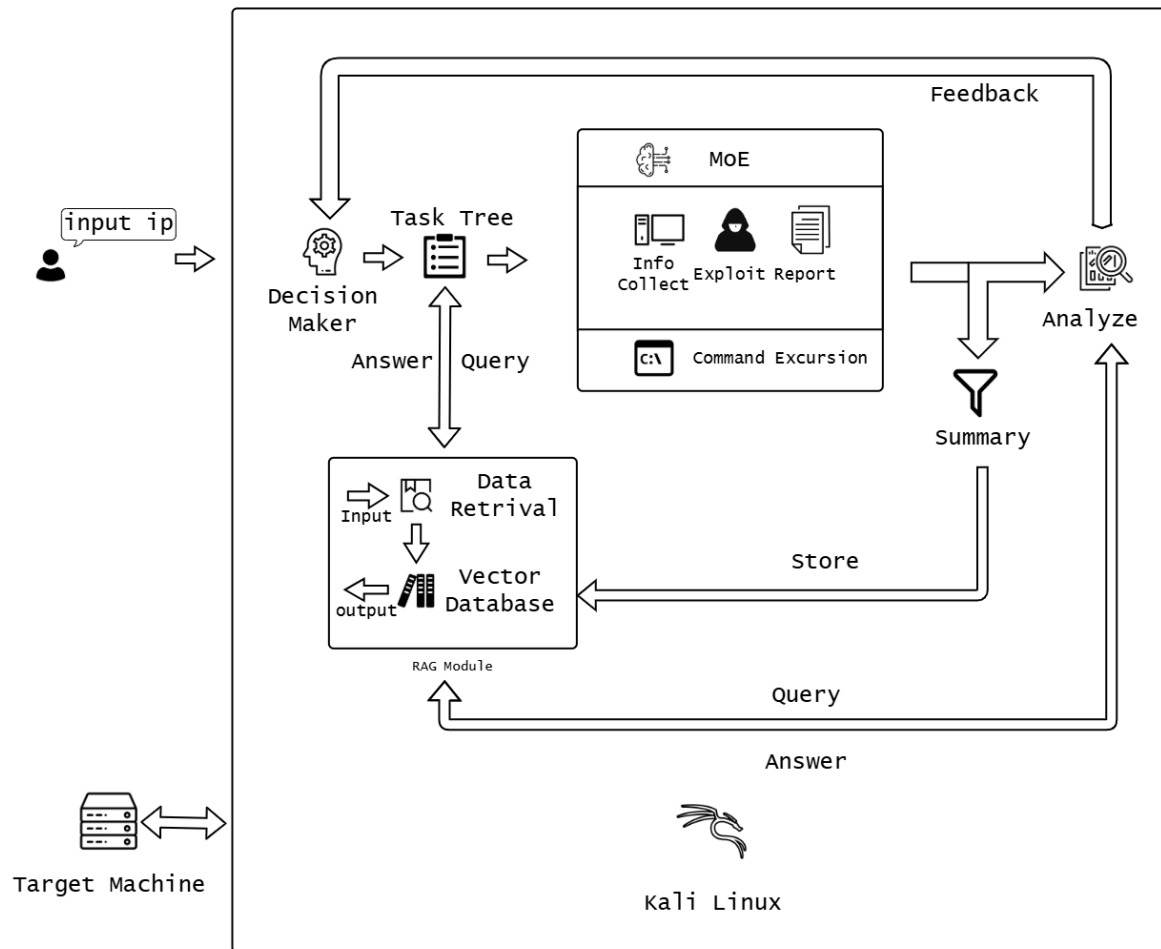 Feedback
MoE
input ip
Task Tree
Info
Collect
Exploit
Report
Decision
Maker
Analyze
Answer
Query
C:\
Command Excursion
Summary
Data
Retrival
Input
Vector
Database
output
Store
RAG Module
Query
Answer
Target Machine
Kali Linux